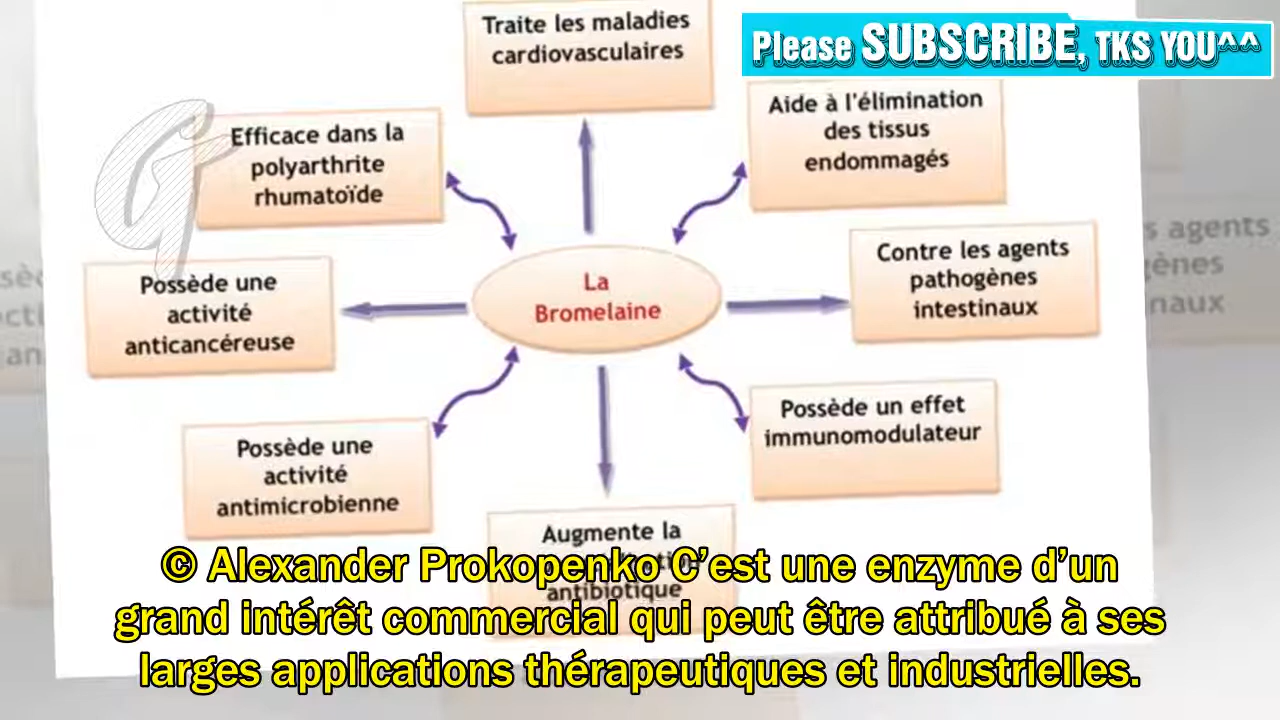 Please SUBSCRIBE, TKS YOU^^
Traite les maladies
cardiovasculaires
Aide à l'élimination
des tissus
endommagés
Efficace dans la
polyarthrite
rhumatoïde
Contre les agents
pathogènes
intestinaux
Possède une
activité
anticancéreuse
La
Bromelaine
Possède un effet
immunomodulateur
Possède une
activité
antimicrobienne
Augmente la
antibiotique
© Alexander Prokopenko C’est une enzyme d’un
grand intérêt commercial qui peut être attribué à ses
larges applications thérapeutiques et industrielles.
s agents
gènes
naux